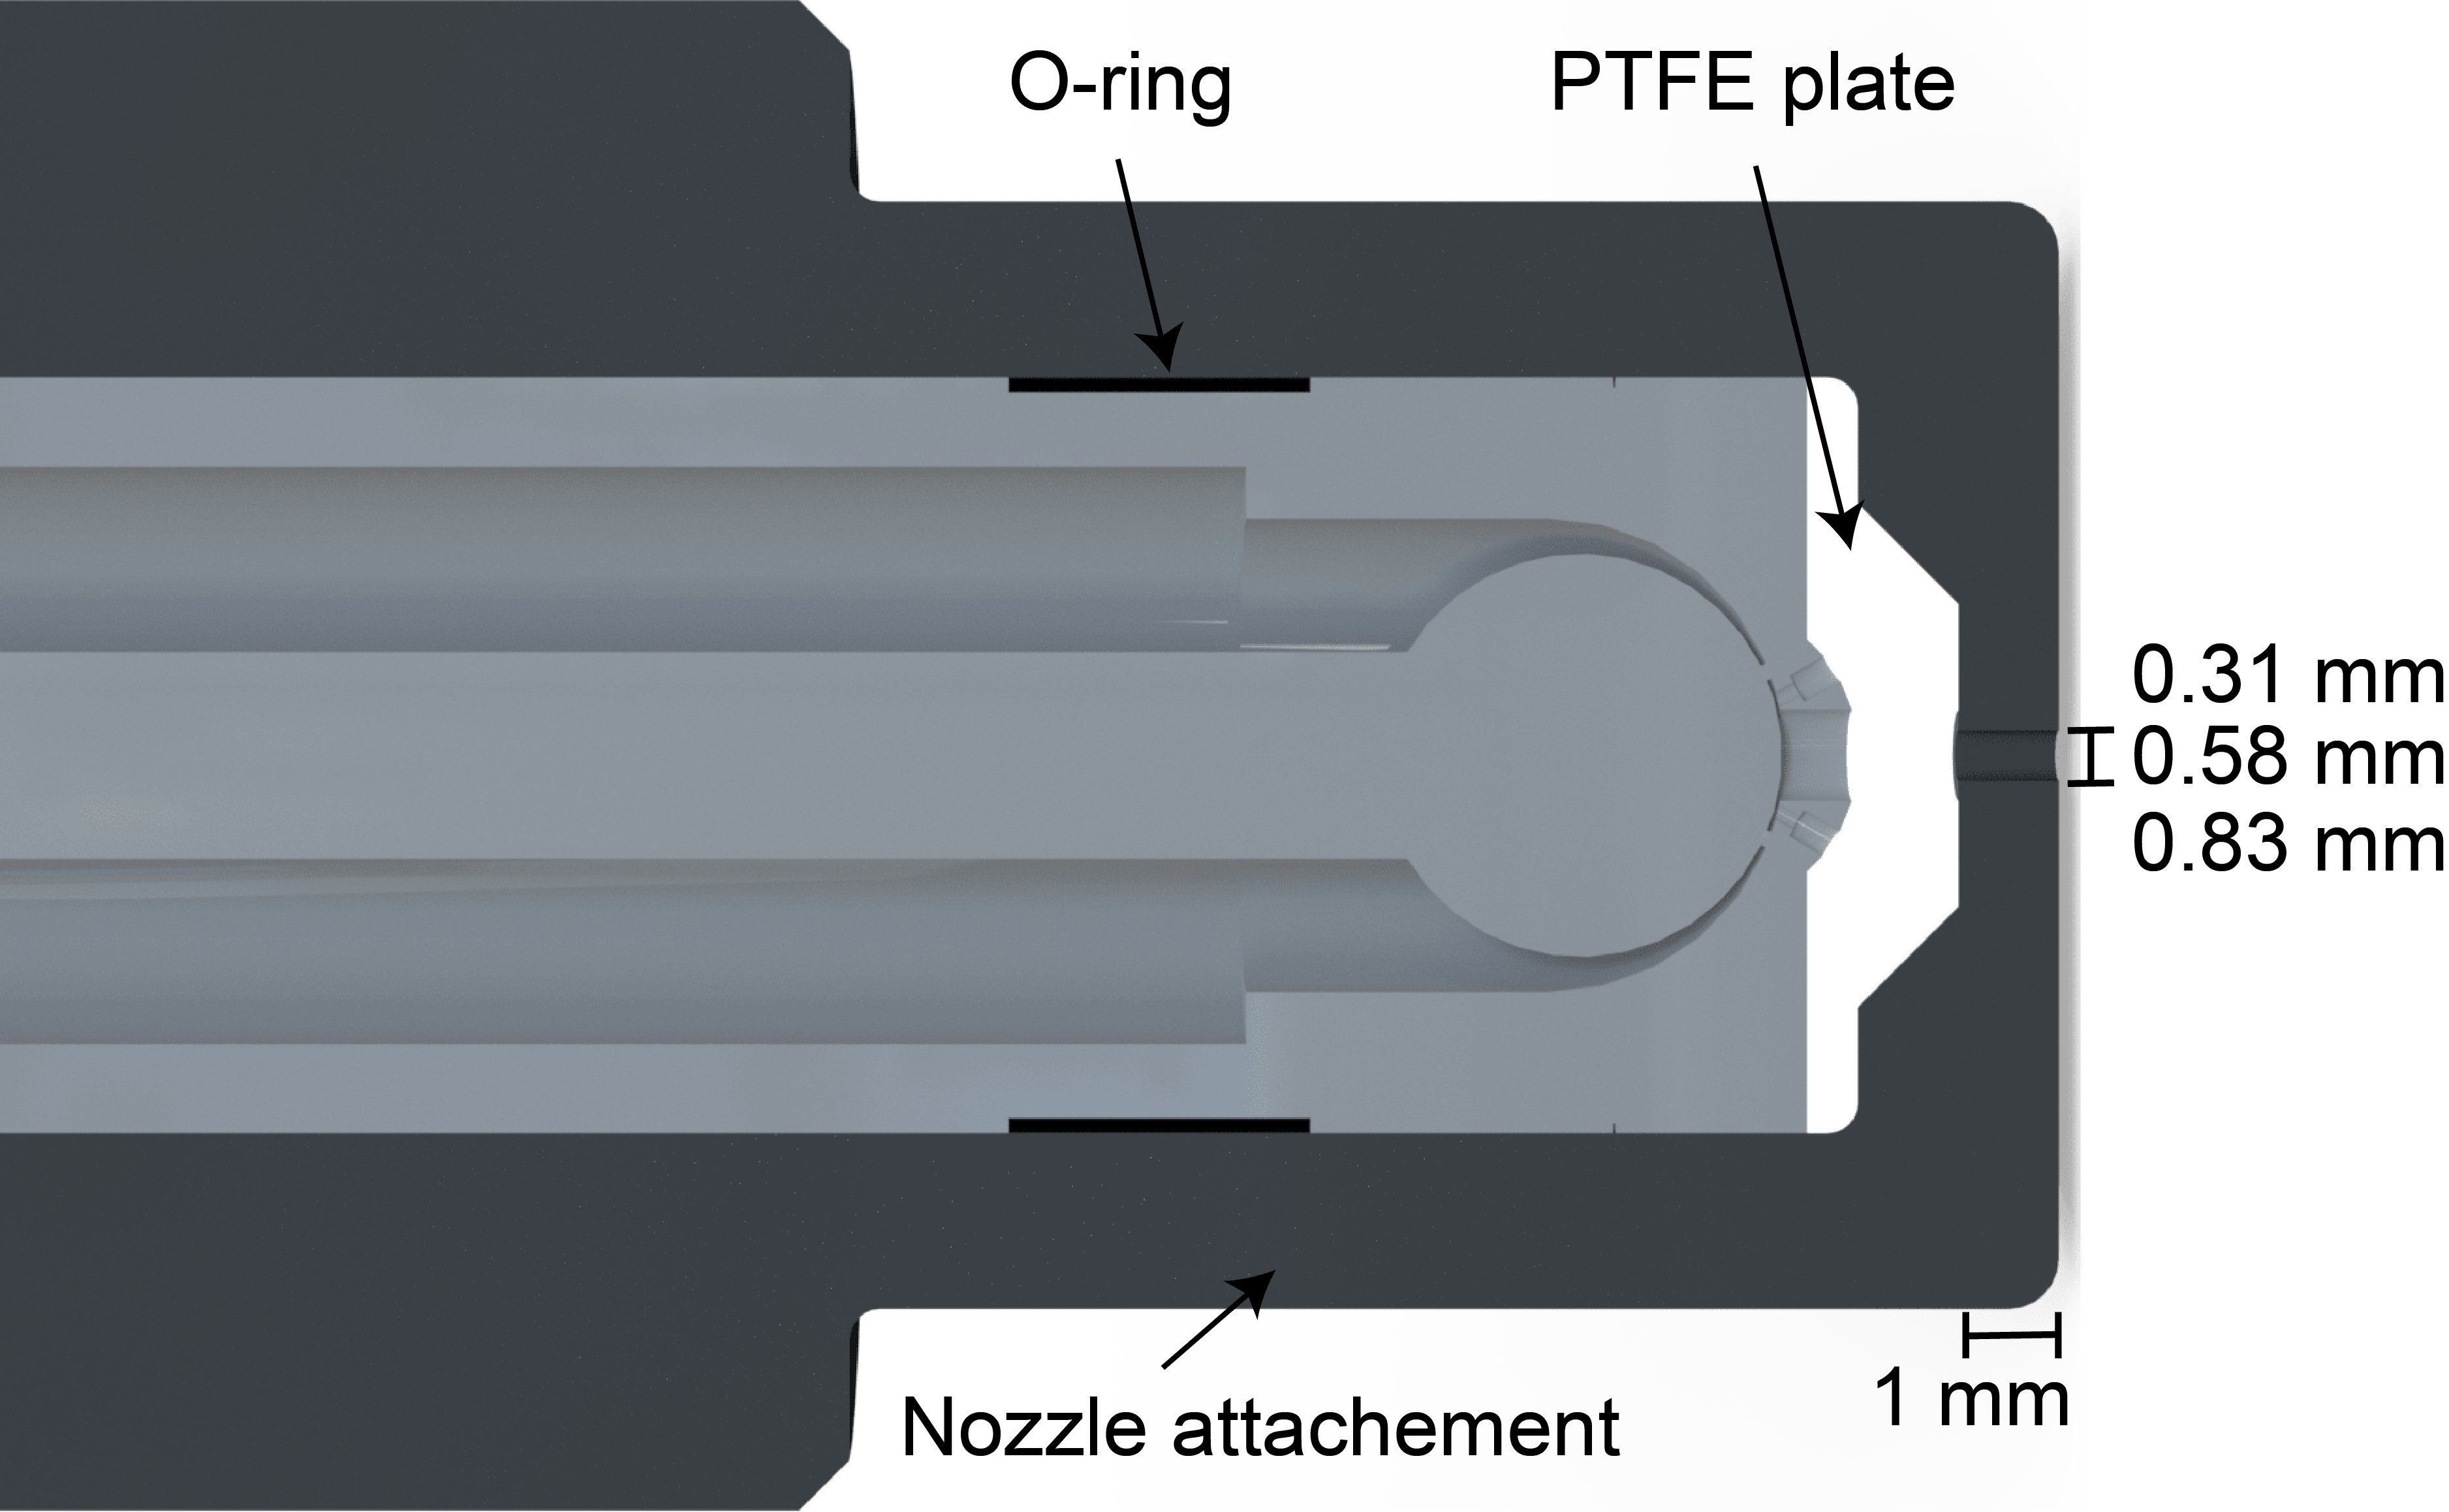 O-ring
PTFE plate
0.31 mm
0.58 mm
0.83 mm
1 mm
Nozzle attachement